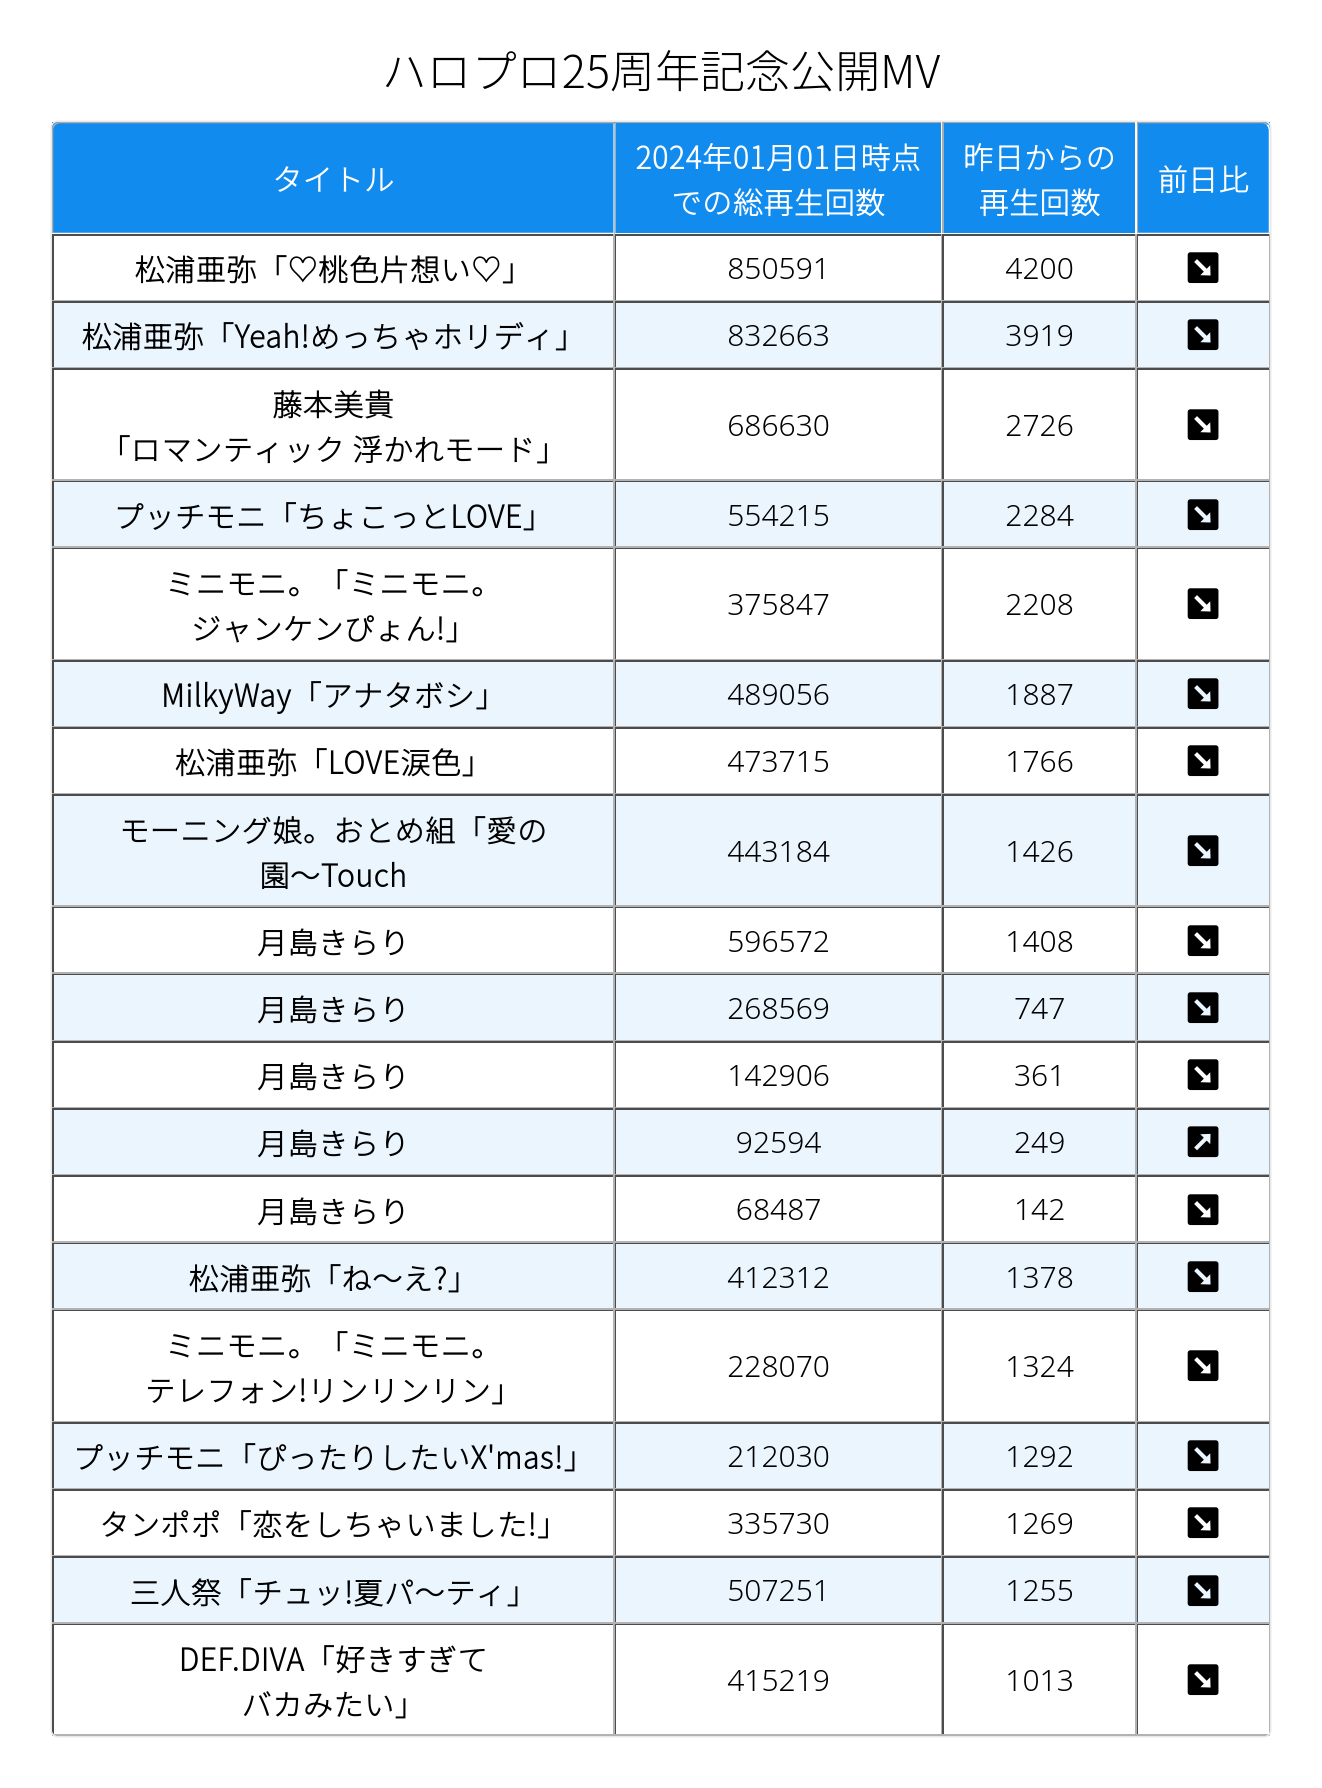 ハロプロ25周年記念公開MV
タイトル
2024年01月01日時点
での総再生回数
昨日からの
再生回数
前日比
松浦亜弥「♡桃色片想い♡」 850591 4200
松浦亜弥「Yeah!めっちゃホリディ」 832663 3919
藤本美貴
「ロマンティック 浮かれモード」 686630 2726
プッチモニ「ちょこっとLOVE」 554215 2284
ミニモニ。「ミニモニ。
ジャンケンぴょん!」 375847 2208
MilkyWay「アナタボシ」 489056 1887
松浦亜弥「LOVE涙色」 473715 1766
モーニング娘。おとめ組「愛の
園〜Touch 443184 1426
月島きらり 596572 1408
月島きらり 268569 747
月島きらり 142906 361
月島きらり 92594 249
月島きらり 68487 142
松浦亜弥「ね〜え?」 412312 1378
ミニモニ。「ミニモニ。
テレフォン!リンリンリン」 228070 1324
プッチモニ「ぴったりしたいX'mas!」 212030 1292
タンポポ「恋をしちゃいました!」 335730 1269
三人祭「チュッ!夏パ〜ティ」 507251 1255
DEF.DIVA「好きすぎて
バカみたい」 415219 1013